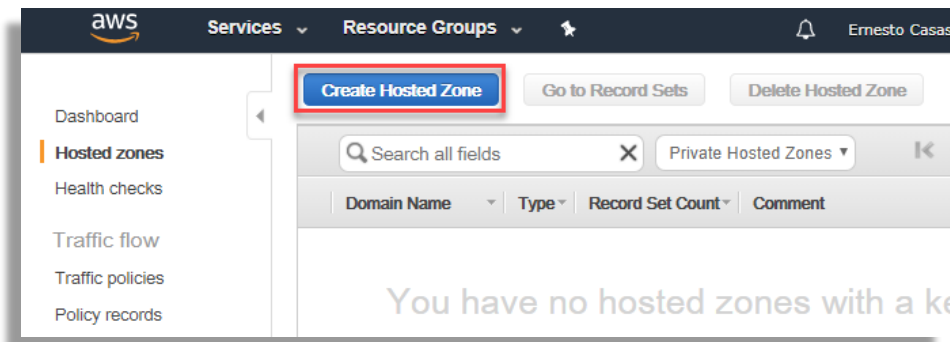 aws Services Resource Groups Ernesto Casas
Create Hosted Zone Go to Record Sets Delete Hosted Zone
Dashboard
Hosted zones
Health checks
Traffic flow
Traffic policies
Policy records
Search all fields Private Hosted Zones
Domain Name Type Record Set Count Comment
You have no hosted zones with a